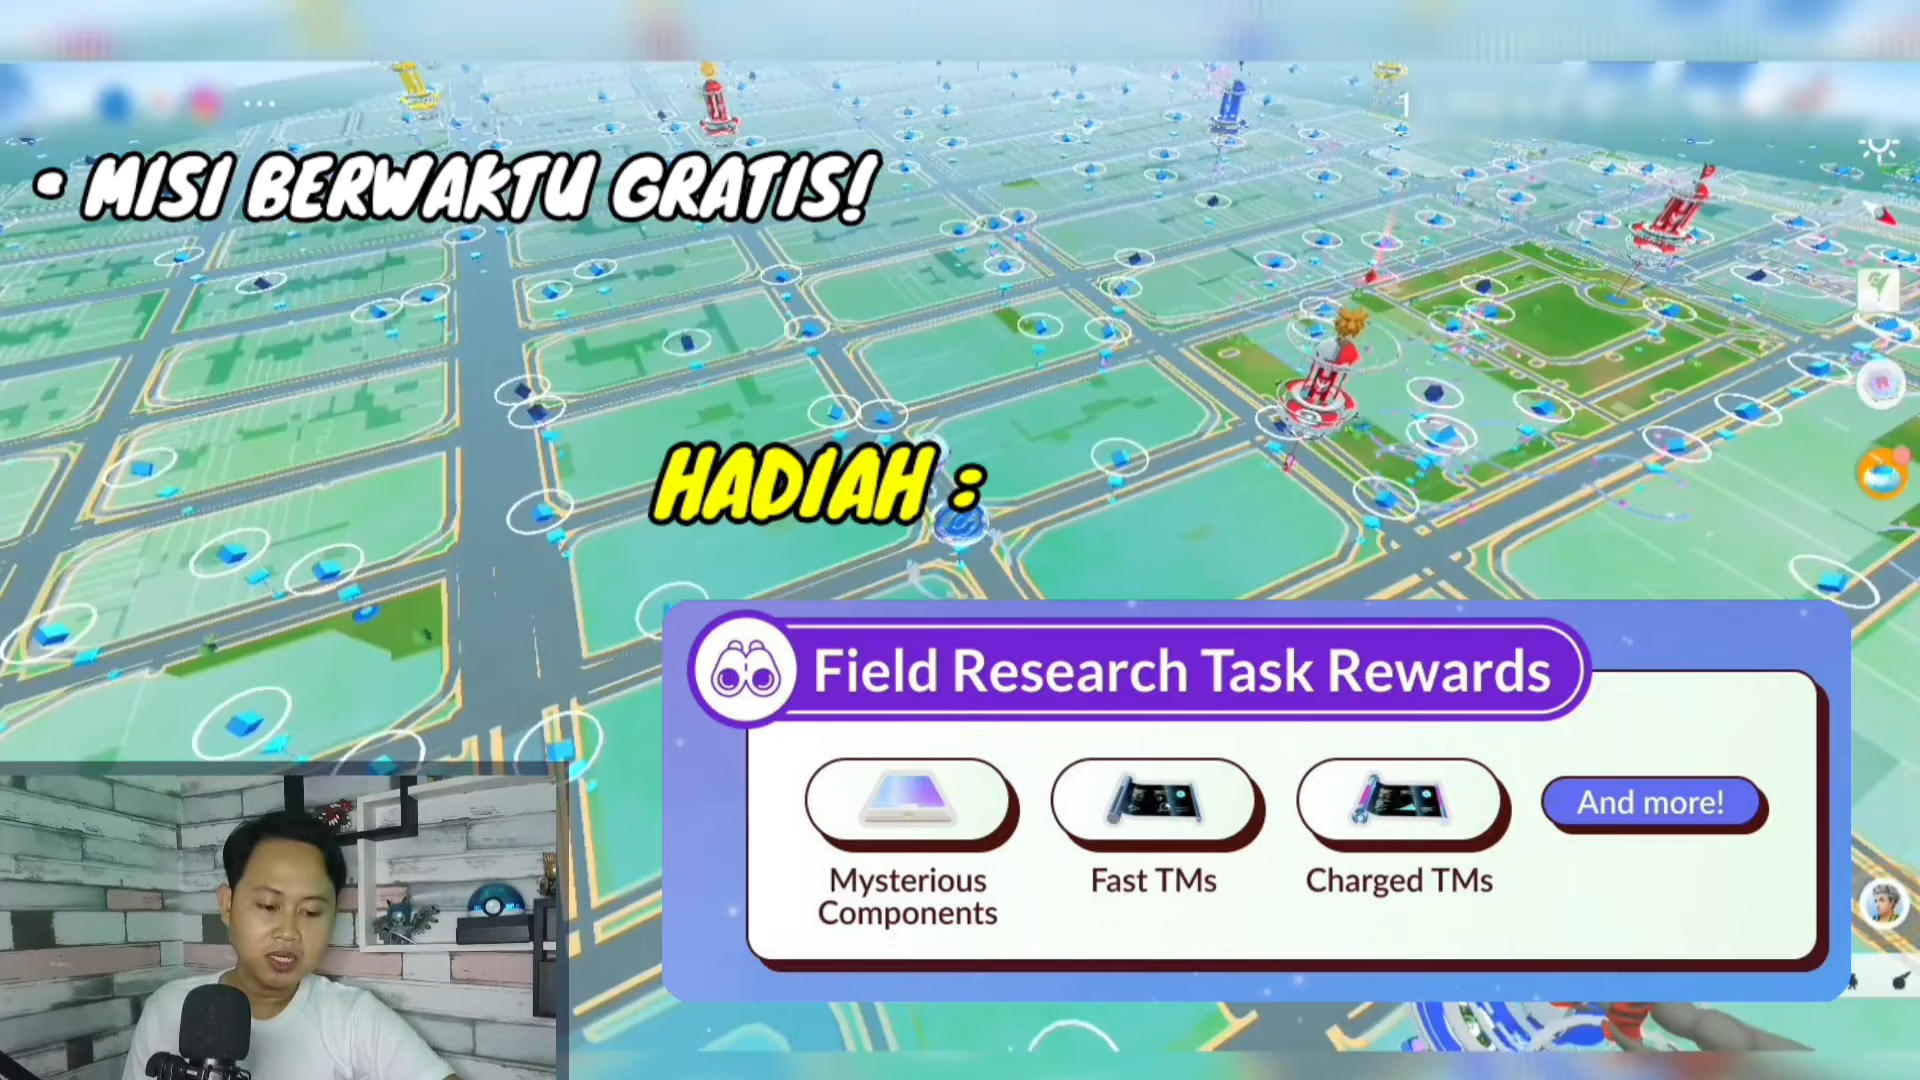 • MISI BERWAKTU GRATIS!
HADIAH :
Field Research Task Rewards
Mysterious
Components
Fast TMs
Charged TMs
And more!